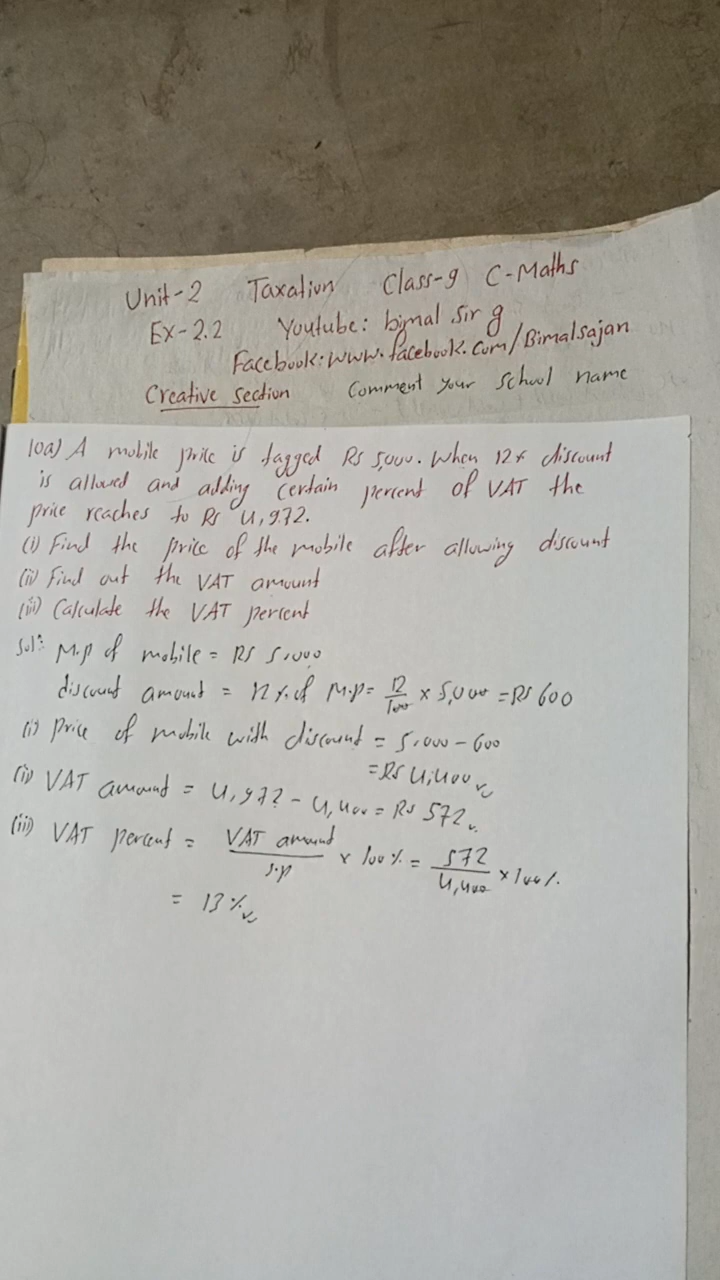 Unit-2 Taxation Class-9 C-Maths
Ex-2.2 Youtube: bimal sir g
Facebook: www.facebook.com/Bimalsajan
Creative section Comment your school name
10a) A mobile price is tagged Rs 5,000. When 12% discount
is allowed and adding certain percent of VAT the
price reaches to Rs 4,972.
(i) Find the price of the mobile after allowing discount
(ii) Find out the VAT amount
(iii) Calculate the VAT percent
Solⁿ: M.p of mobile = Rs 5,000
discount amount = 12% of M.p = 12/100 × 5,000 = Rs 600
(i) Price of mobile with discount = 5,000 - 600
= Rs 4,400
(ii) VAT amount = 4,972 - 4,400 = Rs 572
(iii) VAT percent = VAT amount/s.p × 100% = 572/4,400 × 100%
= 13%